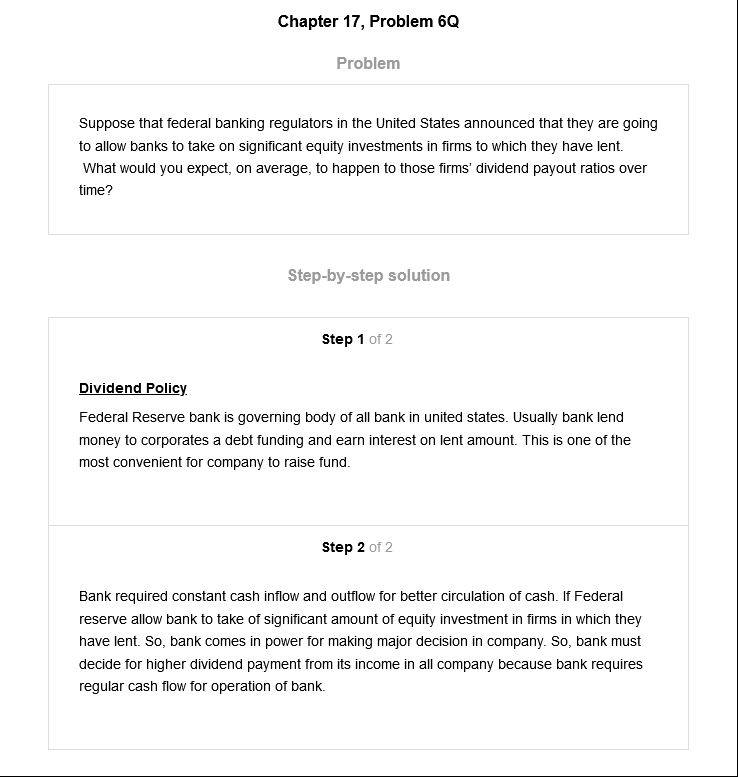 Chapter 17, Problem 6Q
Problem
Suppose that federal banking regulators in the United States announced that they are going
to allow banks to take on significant equity investments in firms to which they have lent.
What would you expect, on average, to happen to those firms' dividend payout ratios over
time?
Step-by-step solution
Step 1 of 2
Dividend Policy
Federal Reserve bank is governing body of all bank in united states. Usually bank lend
money to corporates a debt funding and earn interest on lent amount. This is one of the
most convenient for company to raise fund.
Step 2 of 2
Bank required constant cash inflow and outflow for better circulation of cash. If Federal
reserve allow bank to take of significant amount of equity investment in firms in which they
have lent. So, bank comes in power for making major decision in company. So, bank must
decide for higher dividend payment from its income in all company because bank requires
regular cash flow for operation of bank.